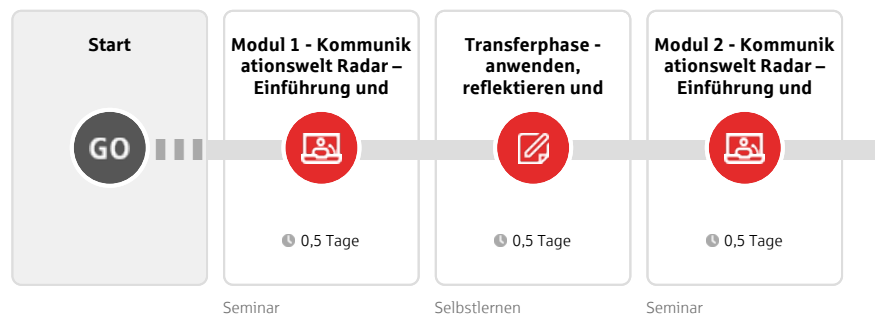 Start
GO
Modul 1 - Kommunik
ationswelt Radar –
Einführung und
0,5 Tage
Seminar
Transferphase -
anwenden,
reflektieren und
0,5 Tage
Selbstlernen
Modul 2 - Kommunik
ationswelt Radar –
Einführung und
0,5 Tage
Seminar